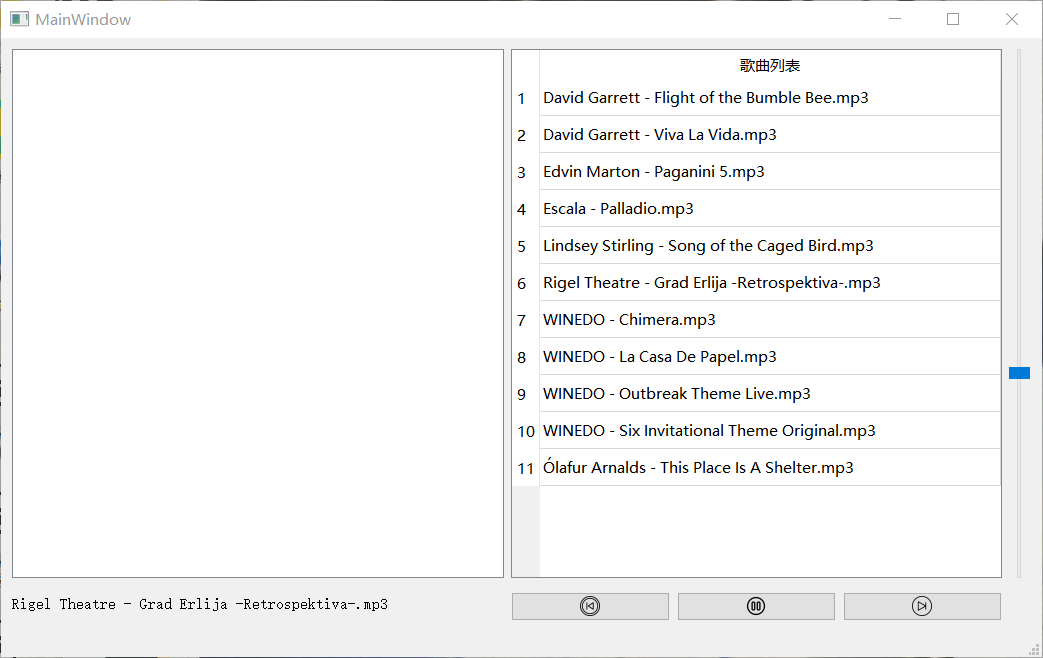 MainWindow
歌曲列表
1 David Garrett - Flight of the Bumble Bee.mp3
2 David Garrett - Viva La Vida.mp3
3 Edvin Marton - Paganini 5.mp3
4 Escala - Palladio.mp3
5 Lindsey Stirling - Song of the Caged Bird.mp3
6 Rigel Theatre - Grad Erlija -Retrospektiva-.mp3
7 WINEDO - Chimera.mp3
8 WINEDO - La Casa De Papel.mp3
9 WINEDO - Outbreak Theme Live.mp3
10 WINEDO - Six Invitational Theme Original.mp3
11 Ólafur Arnalds - This Place Is A Shelter.mp3
Rigel Theatre - Grad Erlija -Retrospektiva-.mp3